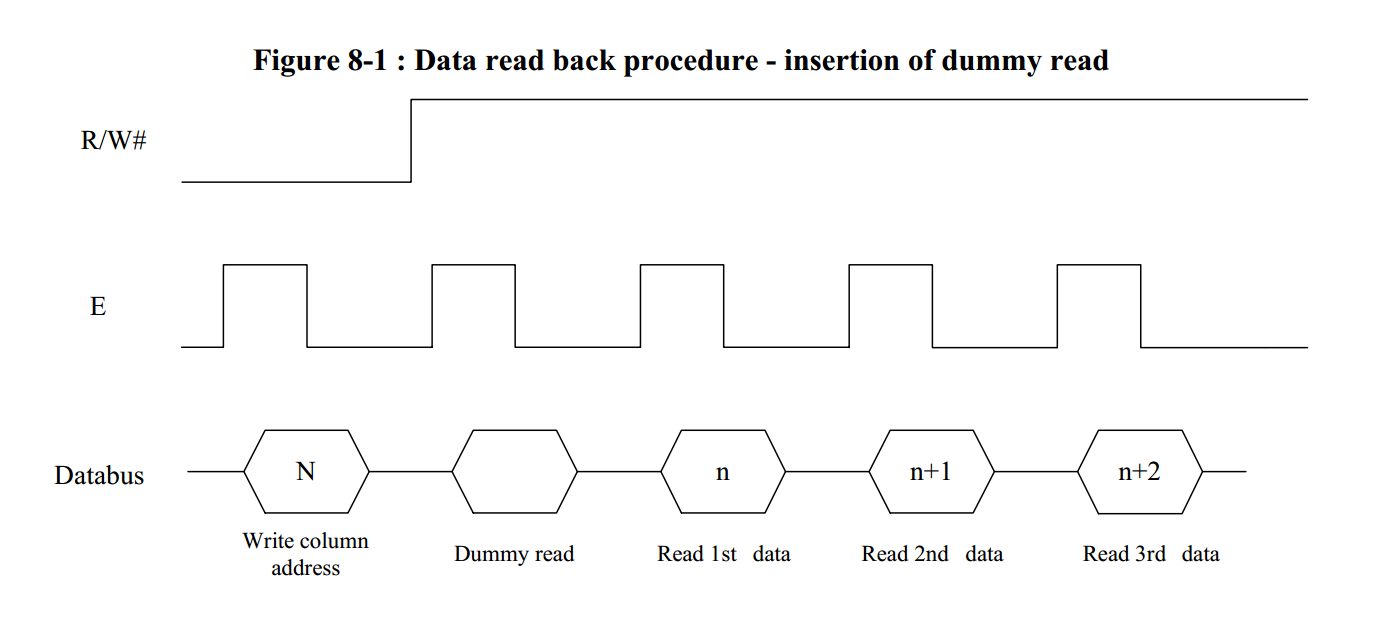 Figure 8-1 : Data read back procedure - insertion of dummy read
R/W#
E
Databus
N
n
n+1
n+2
Write column
address
Dummy read
Read 1st data
Read 2nd data
Read 3rd data